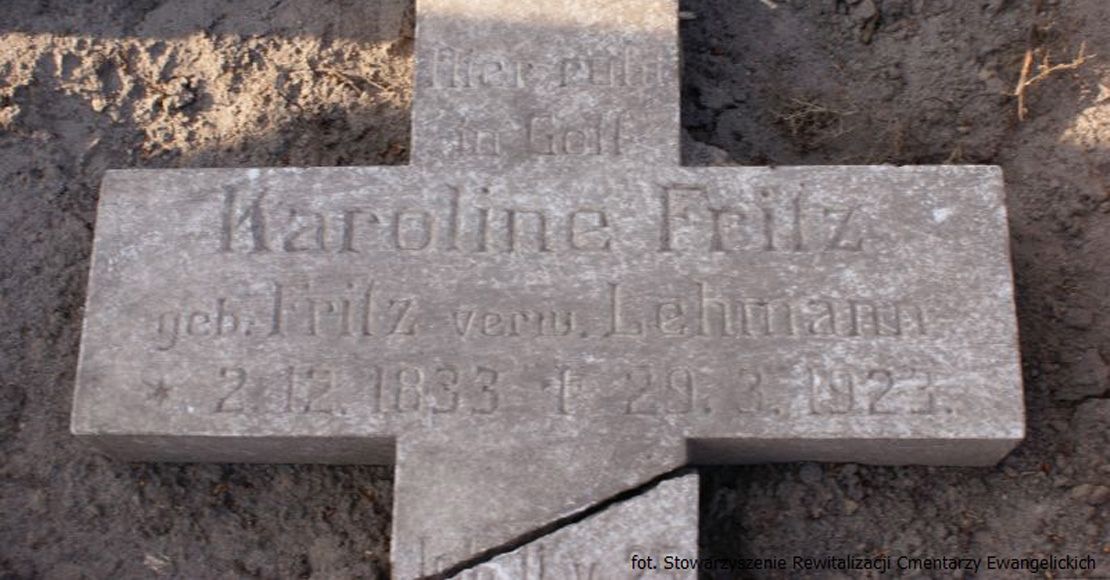 Hier ruht
in Gott
Karoline Fritz
geb. Fritz verw. Lehmann
* 2. 12. 1833 † 29. 3. 1923.
fot. Stowarzyszenie Rewitalizacji Cmentarzy Ewangelickich